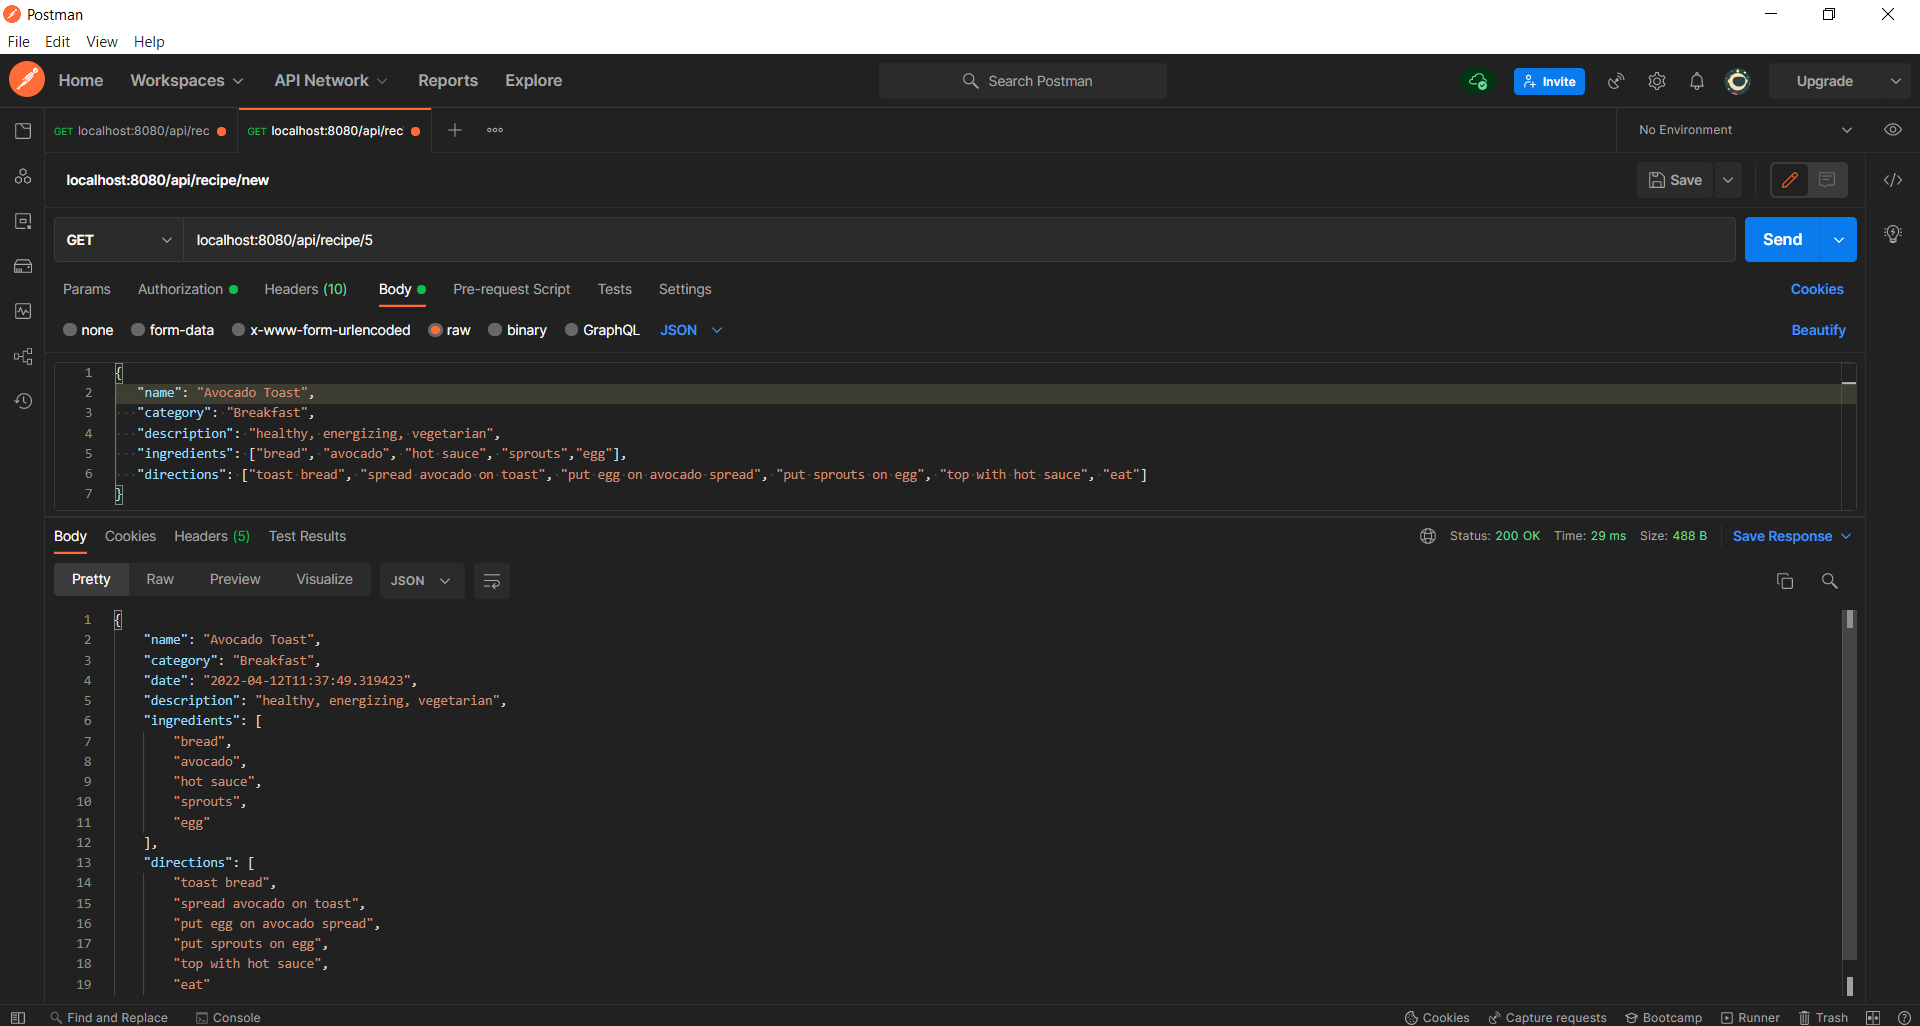 Postman
File Edit View Help
Home Workspaces API Network Reports Explore Search Postman Invite Upgrade
GET localhost:8080/api/rec GET localhost:8080/api/rec No Environment
localhost:8080/api/recipe/new Save
GET localhost:8080/api/recipe/5 Send
Params Authorization Headers (10) Body Pre-request Script Tests Settings Cookies
none form-data x-www-form-urlencoded raw binary GraphQL JSON Beautify
1 {
2 "name": "Avocado Toast",
3 "category": "Breakfast",
4 "description": "healthy, energizing, vegetarian",
5 "ingredients": ["bread", "avocado", "hot sauce", "sprouts","egg"],
6 "directions": ["toast bread", "spread avocado on toast", "put egg on avocado spread", "put sprouts on egg", "top with hot sauce", "eat"]
7 }
Body Cookies Headers (5) Test Results Status: 200 OK Time: 29 ms Size: 488 B Save Response
Pretty Raw Preview Visualize JSON
1 {
2 "name": "Avocado Toast",
3 "category": "Breakfast",
4 "date": "2022-04-12T11:37:49.319423",
5 "description": "healthy, energizing, vegetarian",
6 "ingredients": [
7 "bread",
8 "avocado",
9 "hot sauce",
10 "sprouts",
11 "egg"
12 ],
13 "directions": [
14 "toast bread",
15 "spread avocado on toast",
16 "put egg on avocado spread",
17 "put sprouts on egg",
18 "top with hot sauce",
19 "eat"
Find and Replace Console Cookies Capture requests Bootcamp Runner Trash